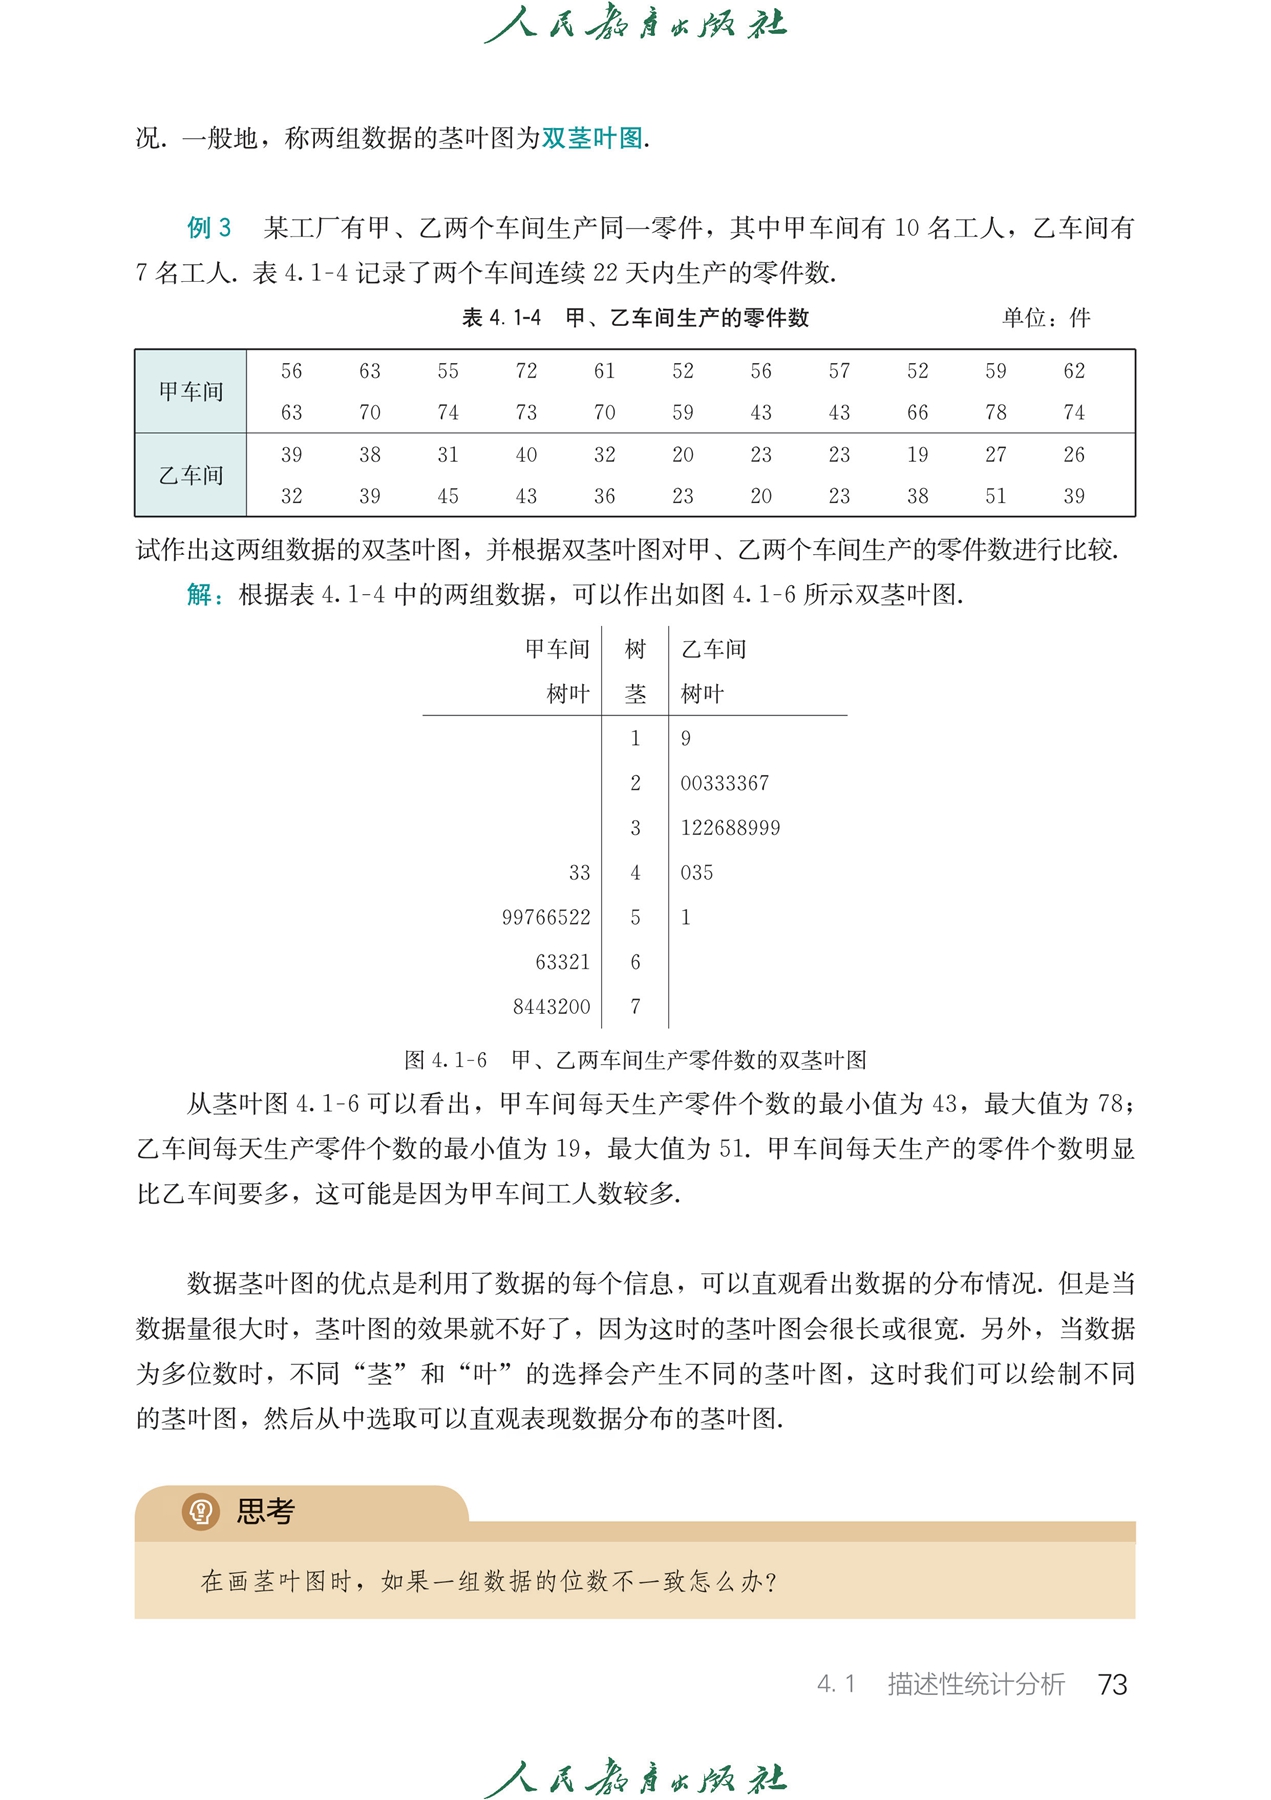 人民教育出版社
况. 一般地，称两组数据的茎叶图为双茎叶图.
例 3 某工厂有甲、乙两个车间生产同一零件，其中甲车间有 10 名工人，乙车间有
7 名工人. 表 4.1-4 记录了两个车间连续 22 天内生产的零件数.
表 4.1-4 甲、乙车间生产的零件数 单位：件
甲车间
56 63 55 72 61 52 56 57 52 59 62
63 70 74 73 70 59 43 43 66 78 74
乙车间
39 38 31 40 32 20 23 23 19 27 26
32 39 45 43 36 23 20 23 38 51 39
试作出这两组数据的双茎叶图，并根据双茎叶图对甲、乙两个车间生产的零件数进行比较.
解：根据表 4.1-4 中的两组数据，可以作出如图 4.1-6 所示双茎叶图.
甲车间 树 乙车间
树叶 茎 树叶
1 9
2 00333367
3 122688999
33 4 035
99766522 5 1
63321 6
8443200 7
图 4.1-6 甲、乙两车间生产零件数的双茎叶图
从茎叶图 4.1-6 可以看出，甲车间每天生产零件个数的最小值为 43，最大值为 78；
乙车间每天生产零件个数的最小值为 19，最大值为 51. 甲车间每天生产的零件个数明显
比乙车间要多，这可能是因为甲车间工人数较多.
数据茎叶图的优点是利用了数据的每个信息，可以直观看出数据的分布情况. 但是当
数据量很大时，茎叶图的效果就不好了，因为这时的茎叶图会很长或很宽. 另外，当数据
为多位数时，不同“茎”和“叶”的选择会产生不同的茎叶图，这时我们可以绘制不同
的茎叶图，然后从中选取可以直观表现数据分布的茎叶图.
思考
在画茎叶图时，如果一组数据的位数不一致怎么办？
4.1 描述性统计分析 73
人民教育出版社